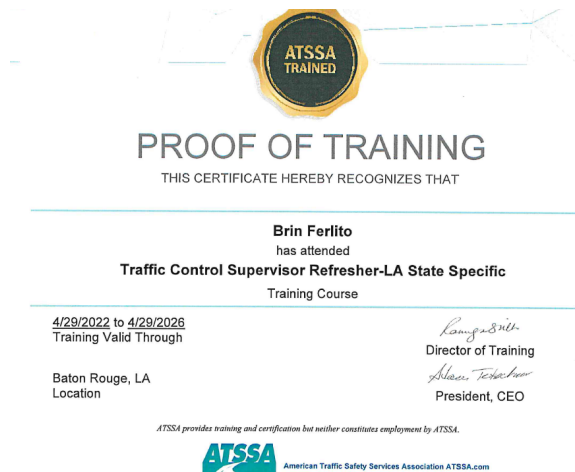 ATSSA
TRAINED
PROOF OF TRAINING
THIS CERTIFICATE HEREBY RECOGNIZES THAT
Brin Ferlito
has attended
Traffic Control Supervisor Refresher-LA State Specific
Training Course
4/29/2022 to 4/29/2026
Training Valid Through
Director of Training
Baton Rouge, LA
Location
President, CEO
ATSSA provides training and certification but neither constitutes employment by ATSSA.
ATSSA
American Traffic Safety Services Association ATSSA.com